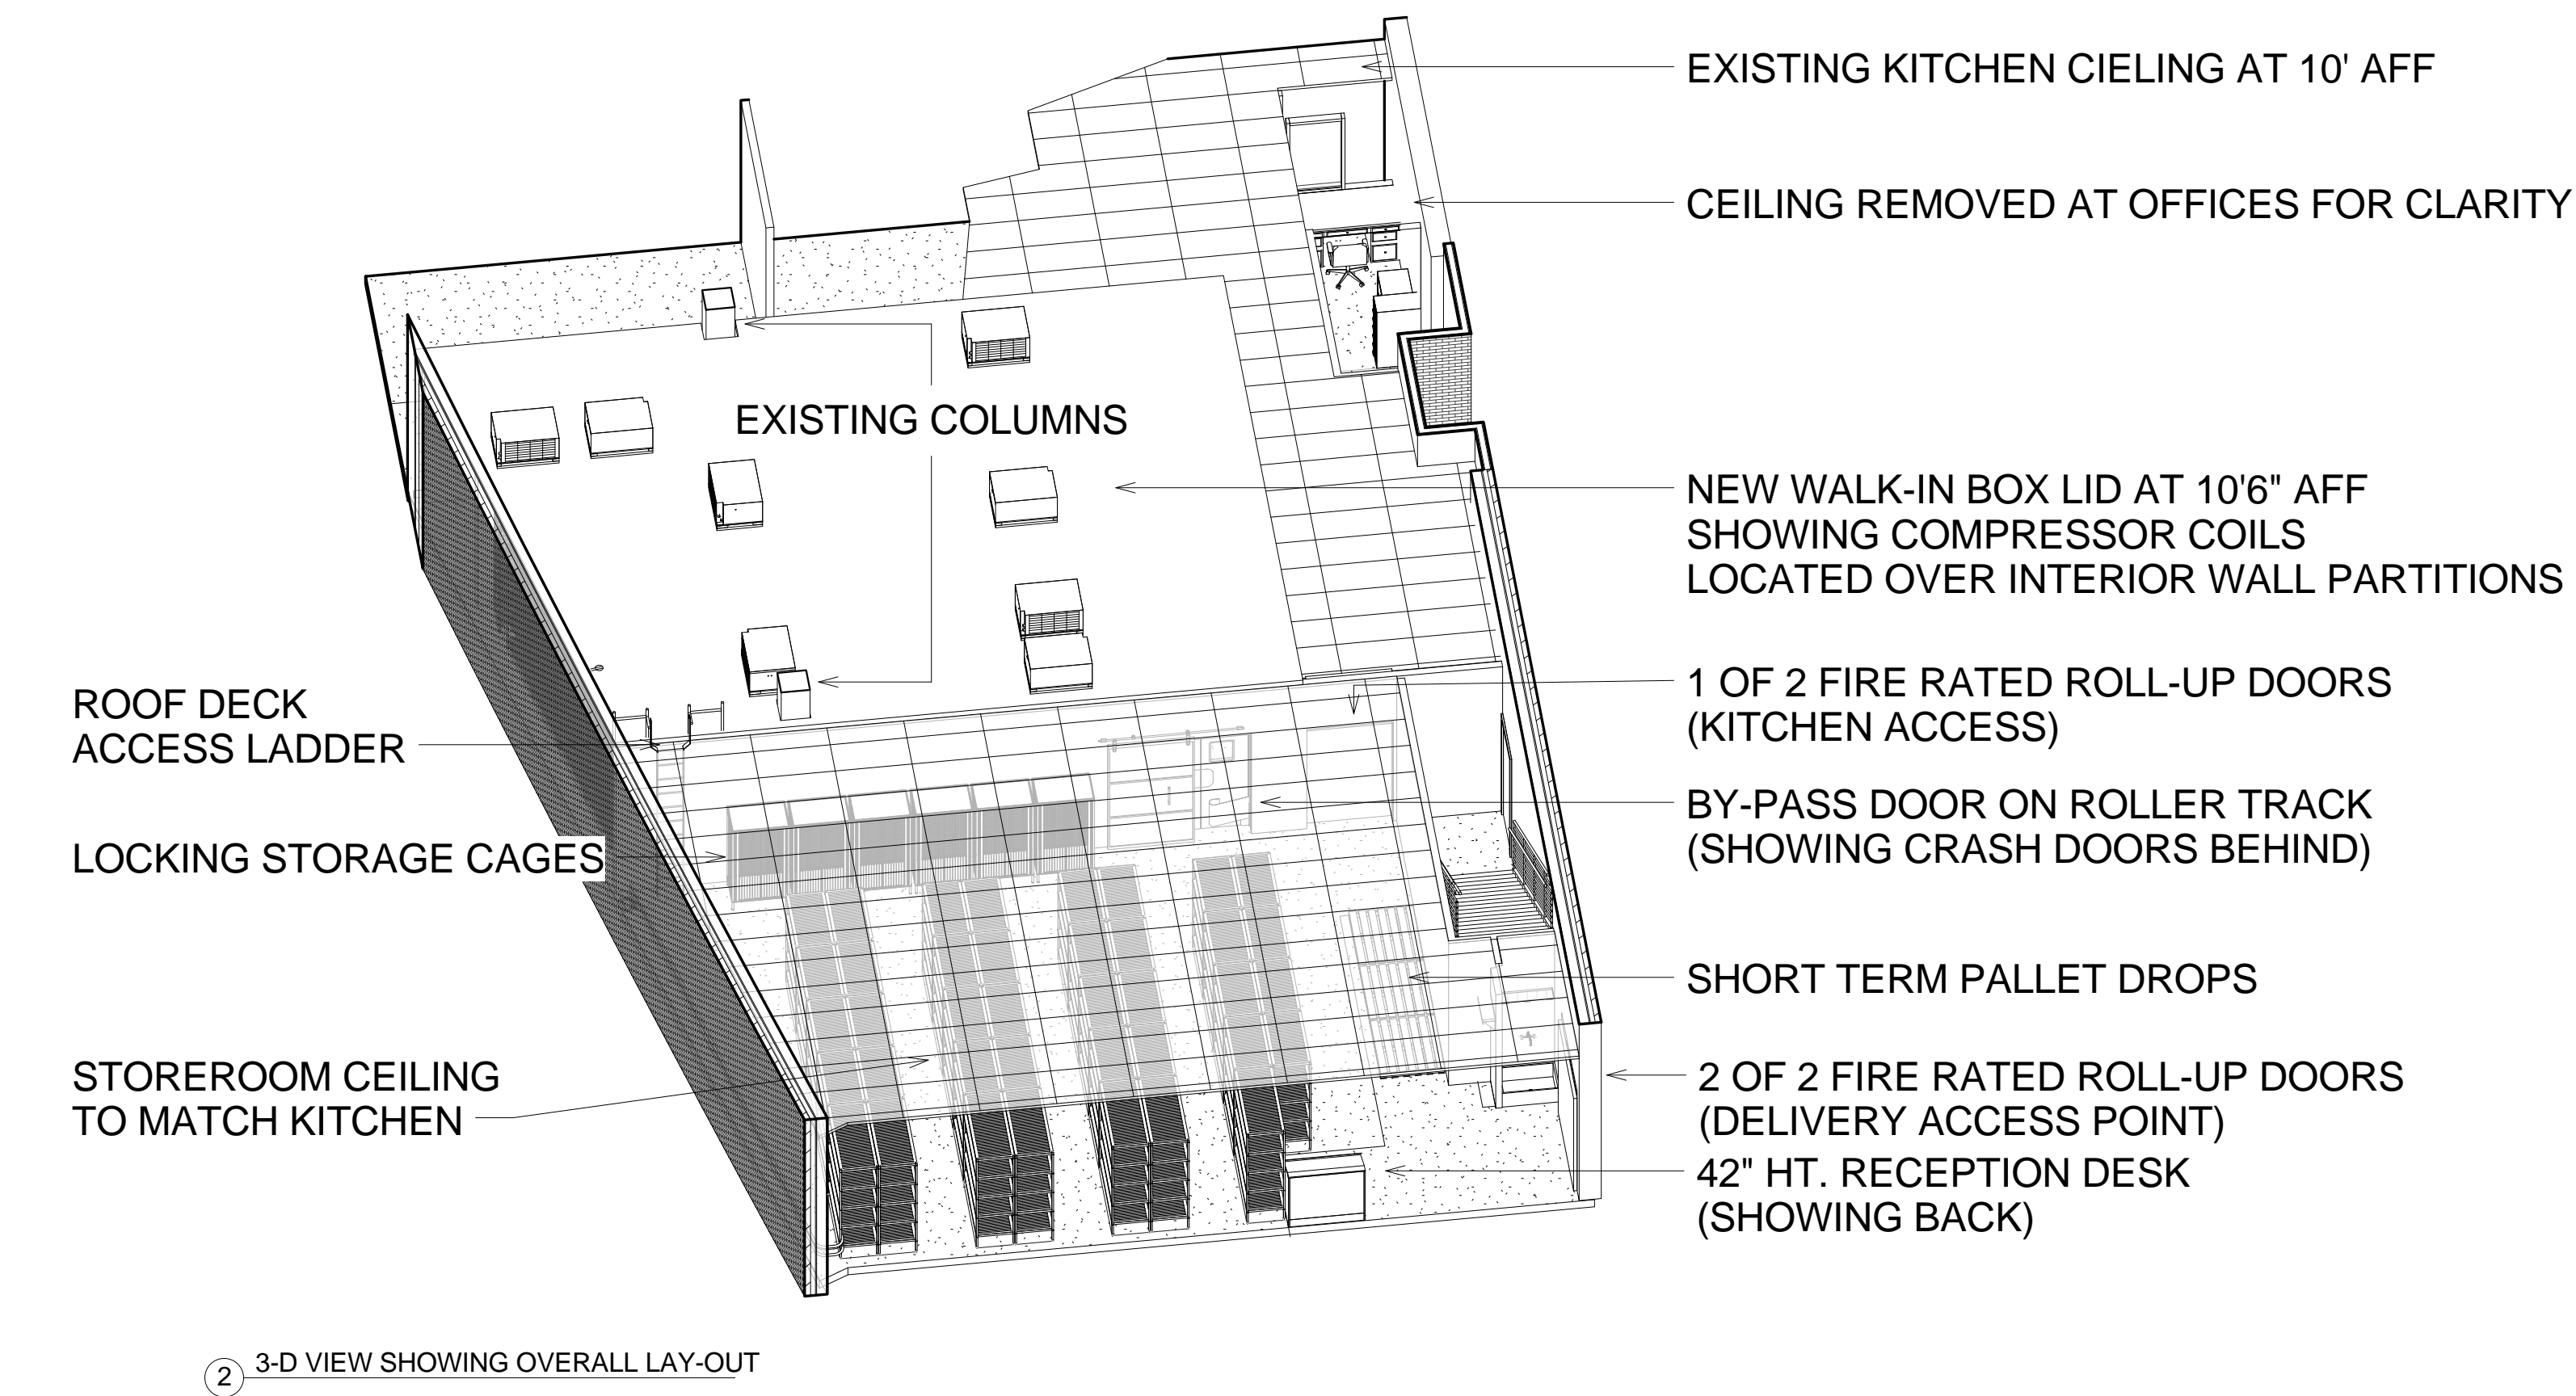 EXISTING KITCHEN CIELING AT 10' AFF
CEILING REMOVED AT OFFICES FOR CLARITY
EXISTING COLUMNS
NEW WALK-IN BOX LID AT 10'6" AFF
SHOWING COMPRESSOR COILS
LOCATED OVER INTERIOR WALL PARTITIONS
ROOF DECK
ACCESS LADDER
1 OF 2 FIRE RATED ROLL-UP DOORS
(KITCHEN ACCESS)
BY-PASS DOOR ON ROLLER TRACK
(SHOWING CRASH DOORS BEHIND)
LOCKING STORAGE CAGES
SHORT TERM PALLET DROPS
STOREROOM CEILING
TO MATCH KITCHEN
2 OF 2 FIRE RATED ROLL-UP DOORS
(DELIVERY ACCESS POINT)
42" HT. RECEPTION DESK
(SHOWING BACK)
2 3-D VIEW SHOWING OVERALL LAY-OUT